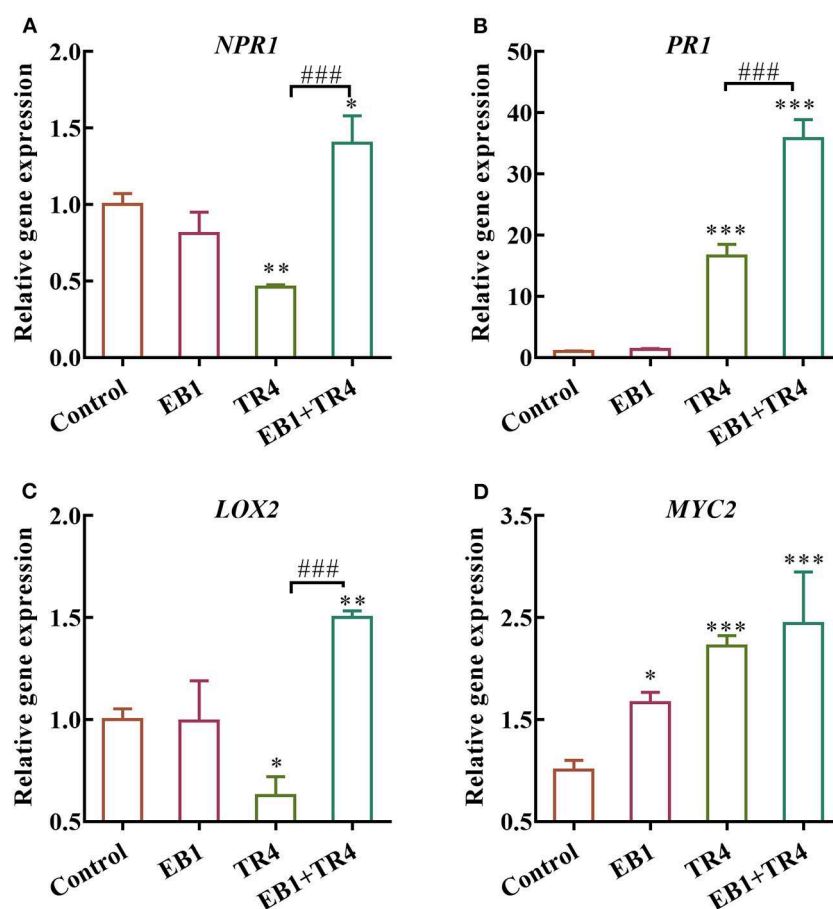 A
NPR1
Relative gene expression
2.0
1.5
1.0
0.5
0.0
###
*
**
Control
EB1
TR4
EB1+TR4
B
PR1
Relative gene expression
50
40
30
20
10
0
###
***
***
Control
EB1
TR4
EB1+TR4
C
LOX2
Relative gene expression
2.0
1.5
1.0
0.5
###
**
*
Control
EB1
TR4
EB1+TR4
D
MYC2
Relative gene expression
3.5
2.5
1.5
0.5
***
***
*
Control
EB1
TR4
EB1+TR4